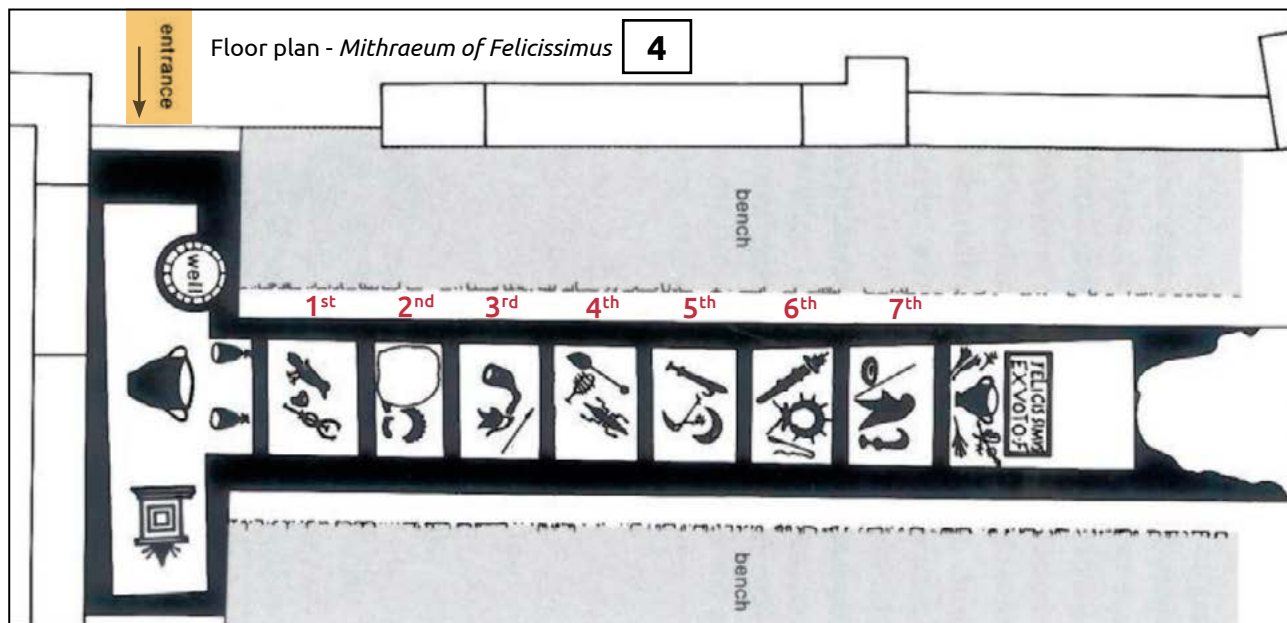 entrance
Floor plan - Mithraeum of Felicissimus
4
bench
well
1st 2nd 3rd 4th 5th 6th 7th
FELICISSIMVS
EX VOTO·F
bench